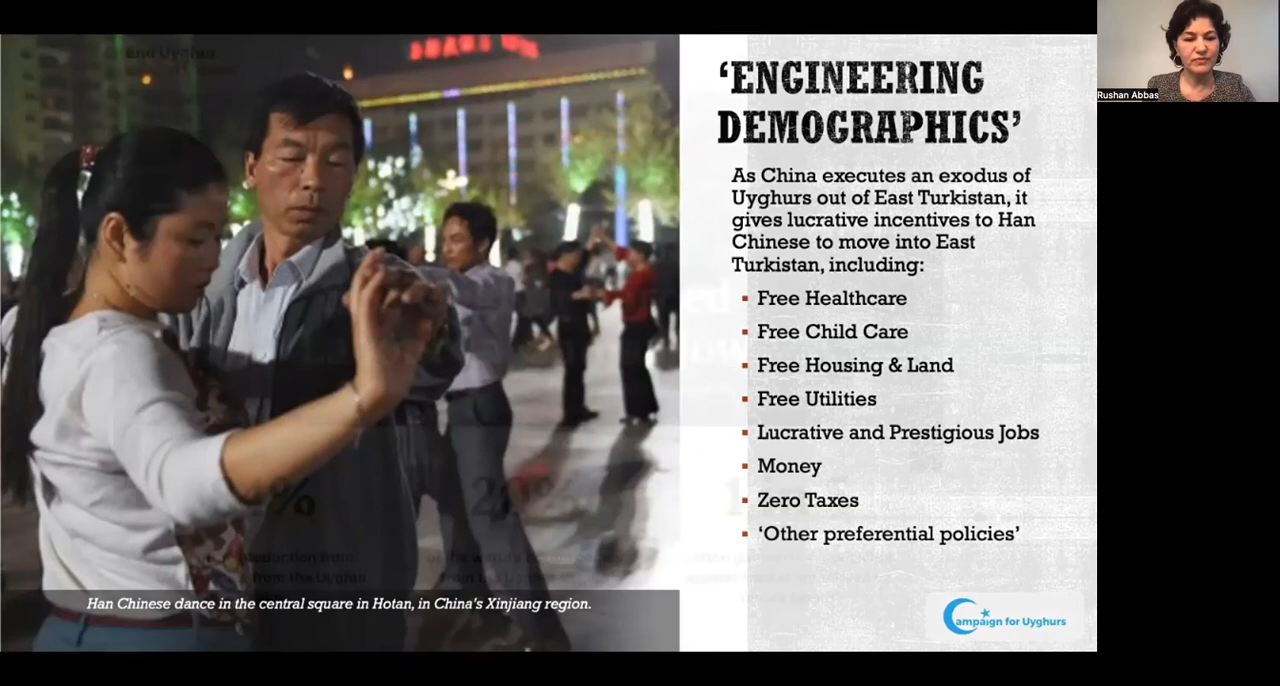 Rushan Abbas
‘ENGINEERING
DEMOGRAPHICS’
As China executes an exodus of
Uyghurs out of East Turkistan, it
gives lucrative incentives to Han
Chinese to move into East
Turkistan, including:
▪ Free Healthcare
▪ Free Child Care
▪ Free Housing & Land
▪ Free Utilities
▪ Lucrative and Prestigious Jobs
▪ Money
▪ Zero Taxes
▪ ‘Other preferential policies’
Han Chinese dance in the central square in Hotan, in China's Xinjiang region.
Campaign for Uyghurs